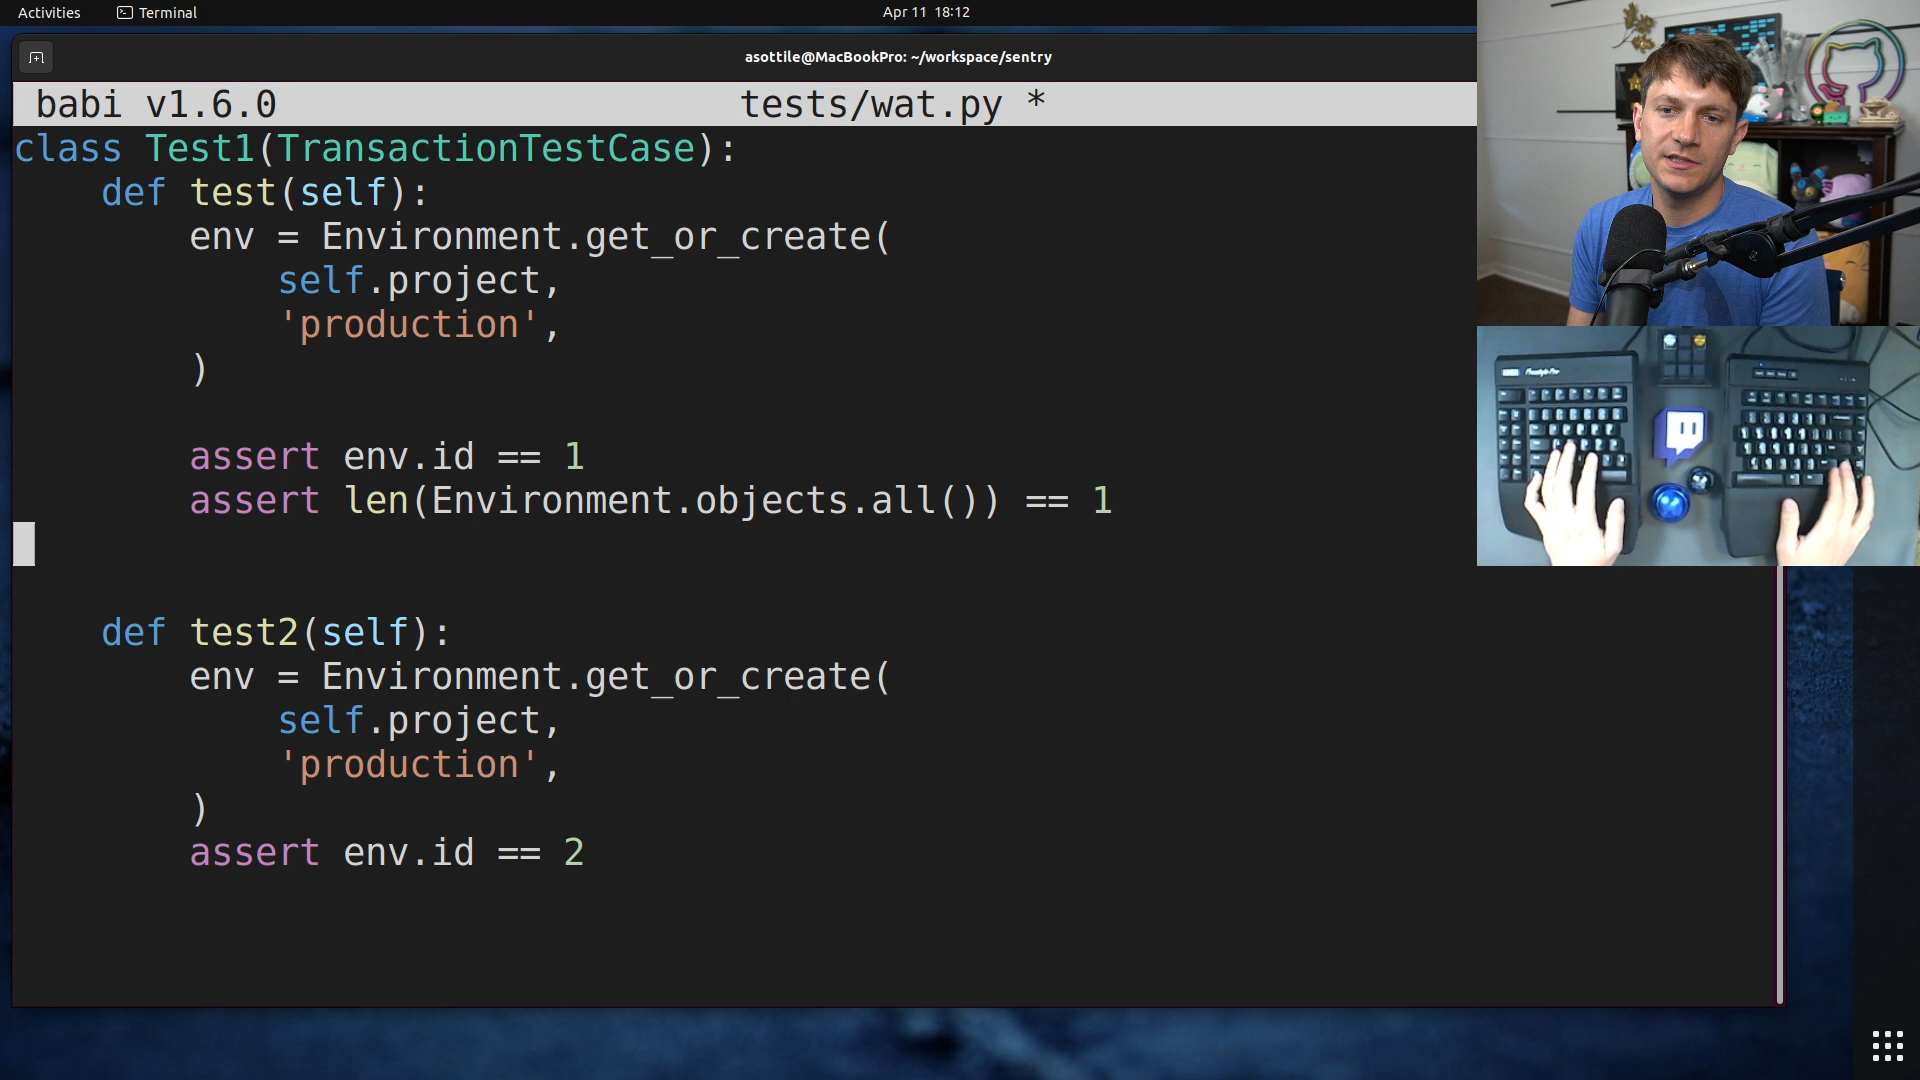 Activities
Terminal
Apr 11 18:12
asottile@MacBookPro: ~/workspace/sentry
babi v1.6.0
tests/wat.py *
class Test1(TransactionTestCase):
    def test(self):
        env = Environment.get_or_create(
            self.project,
            'production',
        )
        assert env.id == 1
        assert len(Environment.objects.all()) == 1
    def test2(self):
        env = Environment.get_or_create(
            self.project,
            'production',
        )
        assert env.id == 2